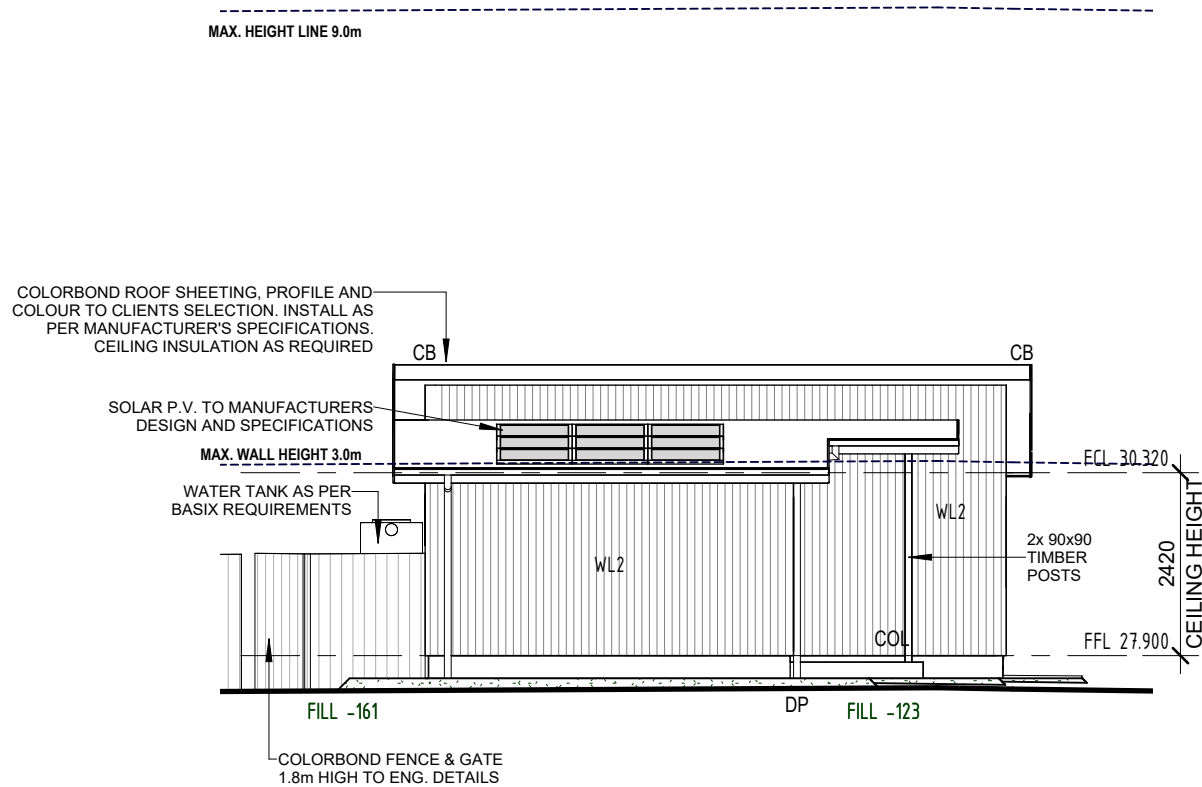 MAX. HEIGHT LINE 9.0m
COLORBOND ROOF SHEETING, PROFILE AND
COLOUR TO CLIENTS SELECTION. INSTALL AS
PER MANUFACTURER'S SPECIFICATIONS.
CEILING INSULATION AS REQUIRED
CB
CB
SOLAR P.V. TO MANUFACTURERS
DESIGN AND SPECIFICATIONS
MAX. WALL HEIGHT 3.0m
FCL 30.320
WATER TANK AS PER
BASIX REQUIREMENTS
WL2
WL2
2x 90x90
TIMBER
POSTS
2420
CEILING HEIGHT
COL
FFL 27.900
FILL -161
DP
FILL -123
COLORBOND FENCE & GATE
1.8m HIGH TO ENG. DETAILS